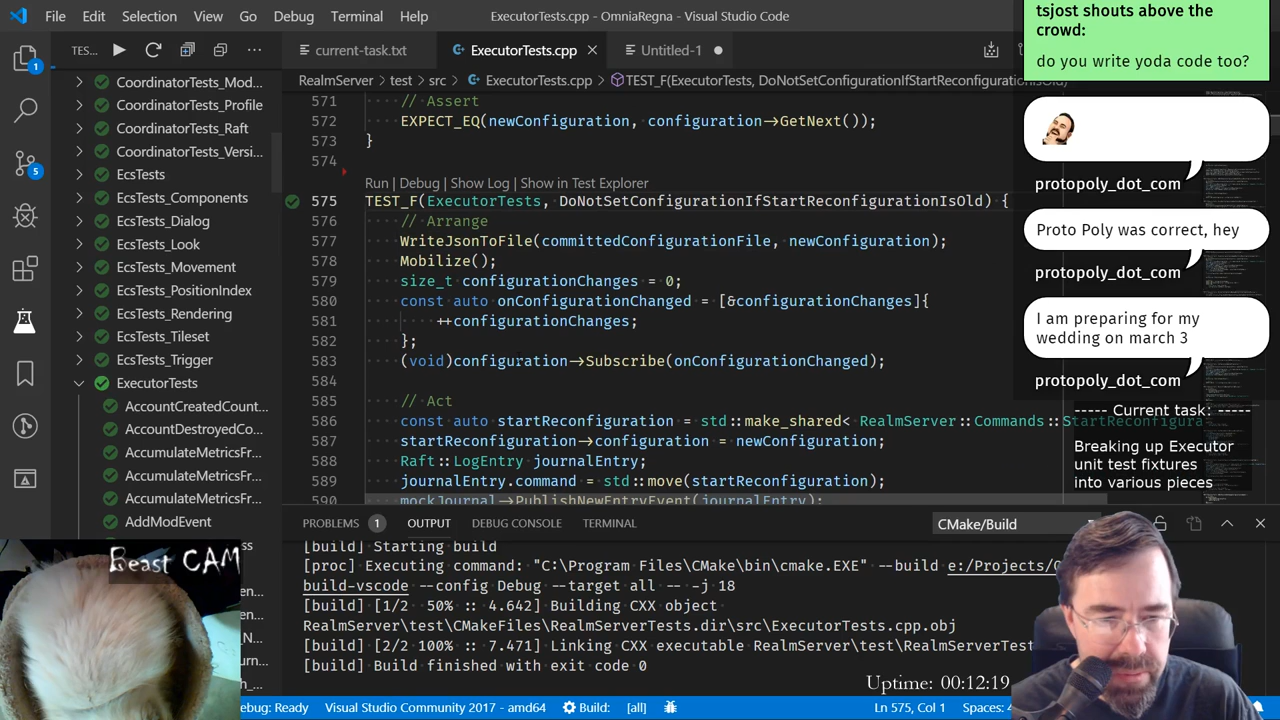 File Edit Selection View Go Debug Terminal Help
ExecutorTests.cpp - OmniaRegna - Visual Studio Code
TES...
current-task.txt
ExecutorTests.cpp
Untitled-1
RealmServer > test > src > ExecutorTests.cpp > TEST_F(ExecutorTests, DoNotSetConfigurationIfStartReconfigurationIsOld)
CoordinatorTests_Mod...
CoordinatorTests_Profile
CoordinatorTests_Raft
CoordinatorTests_Versi...
EcsTests
EcsTests_Components
EcsTests_Dialog
EcsTests_Look
EcsTests_Movement
EcsTests_PositionIndex
EcsTests_Rendering
EcsTests_Tileset
EcsTests_Trigger
ExecutorTests
AccountCreatedCount...
AccountDestroyedCo...
AccumulateMetricsFr...
AccumulateMetricsFr...
AccumulateMetricsFr...
AddModEvent
571 // Assert
572 EXPECT_EQ(newConfiguration, configuration->GetNext());
573 }
574
Run | Debug | Show Log | Show in Test Explorer
575 TEST_F(ExecutorTests, DoNotSetConfigurationIfStartReconfigurationIsOld) {
576 // Arrange
577 WriteJsonToFile(committedConfigurationFile, newConfiguration);
578 Mobilize();
579 size_t configurationChanges = 0;
580 const auto onConfigurationChanged = [&configurationChanges]{
581 ++configurationChanges;
582 };
583 (void)configuration->Subscribe(onConfigurationChanged);
584
585 // Act
586 const auto startReconfiguration = std::make_shared< RealmServer::Commands::StartReconfigura
587 startReconfiguration->configuration = newConfiguration;
588 Raft::LogEntry journalEntry;
589 journalEntry.command = std::move(startReconfiguration);
590 mockJournal->PublishNewEntryEvent(journalEntry);
PROBLEMS 1 OUTPUT DEBUG CONSOLE TERMINAL
CMake/Build
[build] Starting build
[proc] Executing command: "C:\Program Files\CMake\bin\cmake.EXE" --build e:/Projects/
build-vscode --config Debug --target all -- -j 18
[build] [1/2 50% :: 4.642] Building CXX object
RealmServer\test\CMakeFiles\RealmServerTests.dir\src\ExecutorTests.cpp.obj
[build] [2/2 100% :: 7.471] Linking CXX executable RealmServer\test\RealmServerTest
[build] Build finished with exit code 0
Uptime: 00:12:19
Beast CAM
tsjost shouts above the
crowd:
do you write yoda code too?
protopoly_dot_com
Proto Poly was correct, hey
protopoly_dot_com
I am preparing for my
wedding on march 3
protopoly_dot_com
----- Current task: -----
Breaking up Executor
unit test fixtures
into various pieces
1
5
ebug: Ready Visual Studio Community 2017 - amd64 Build: [all] Ln 575, Col 1 Spaces: 4